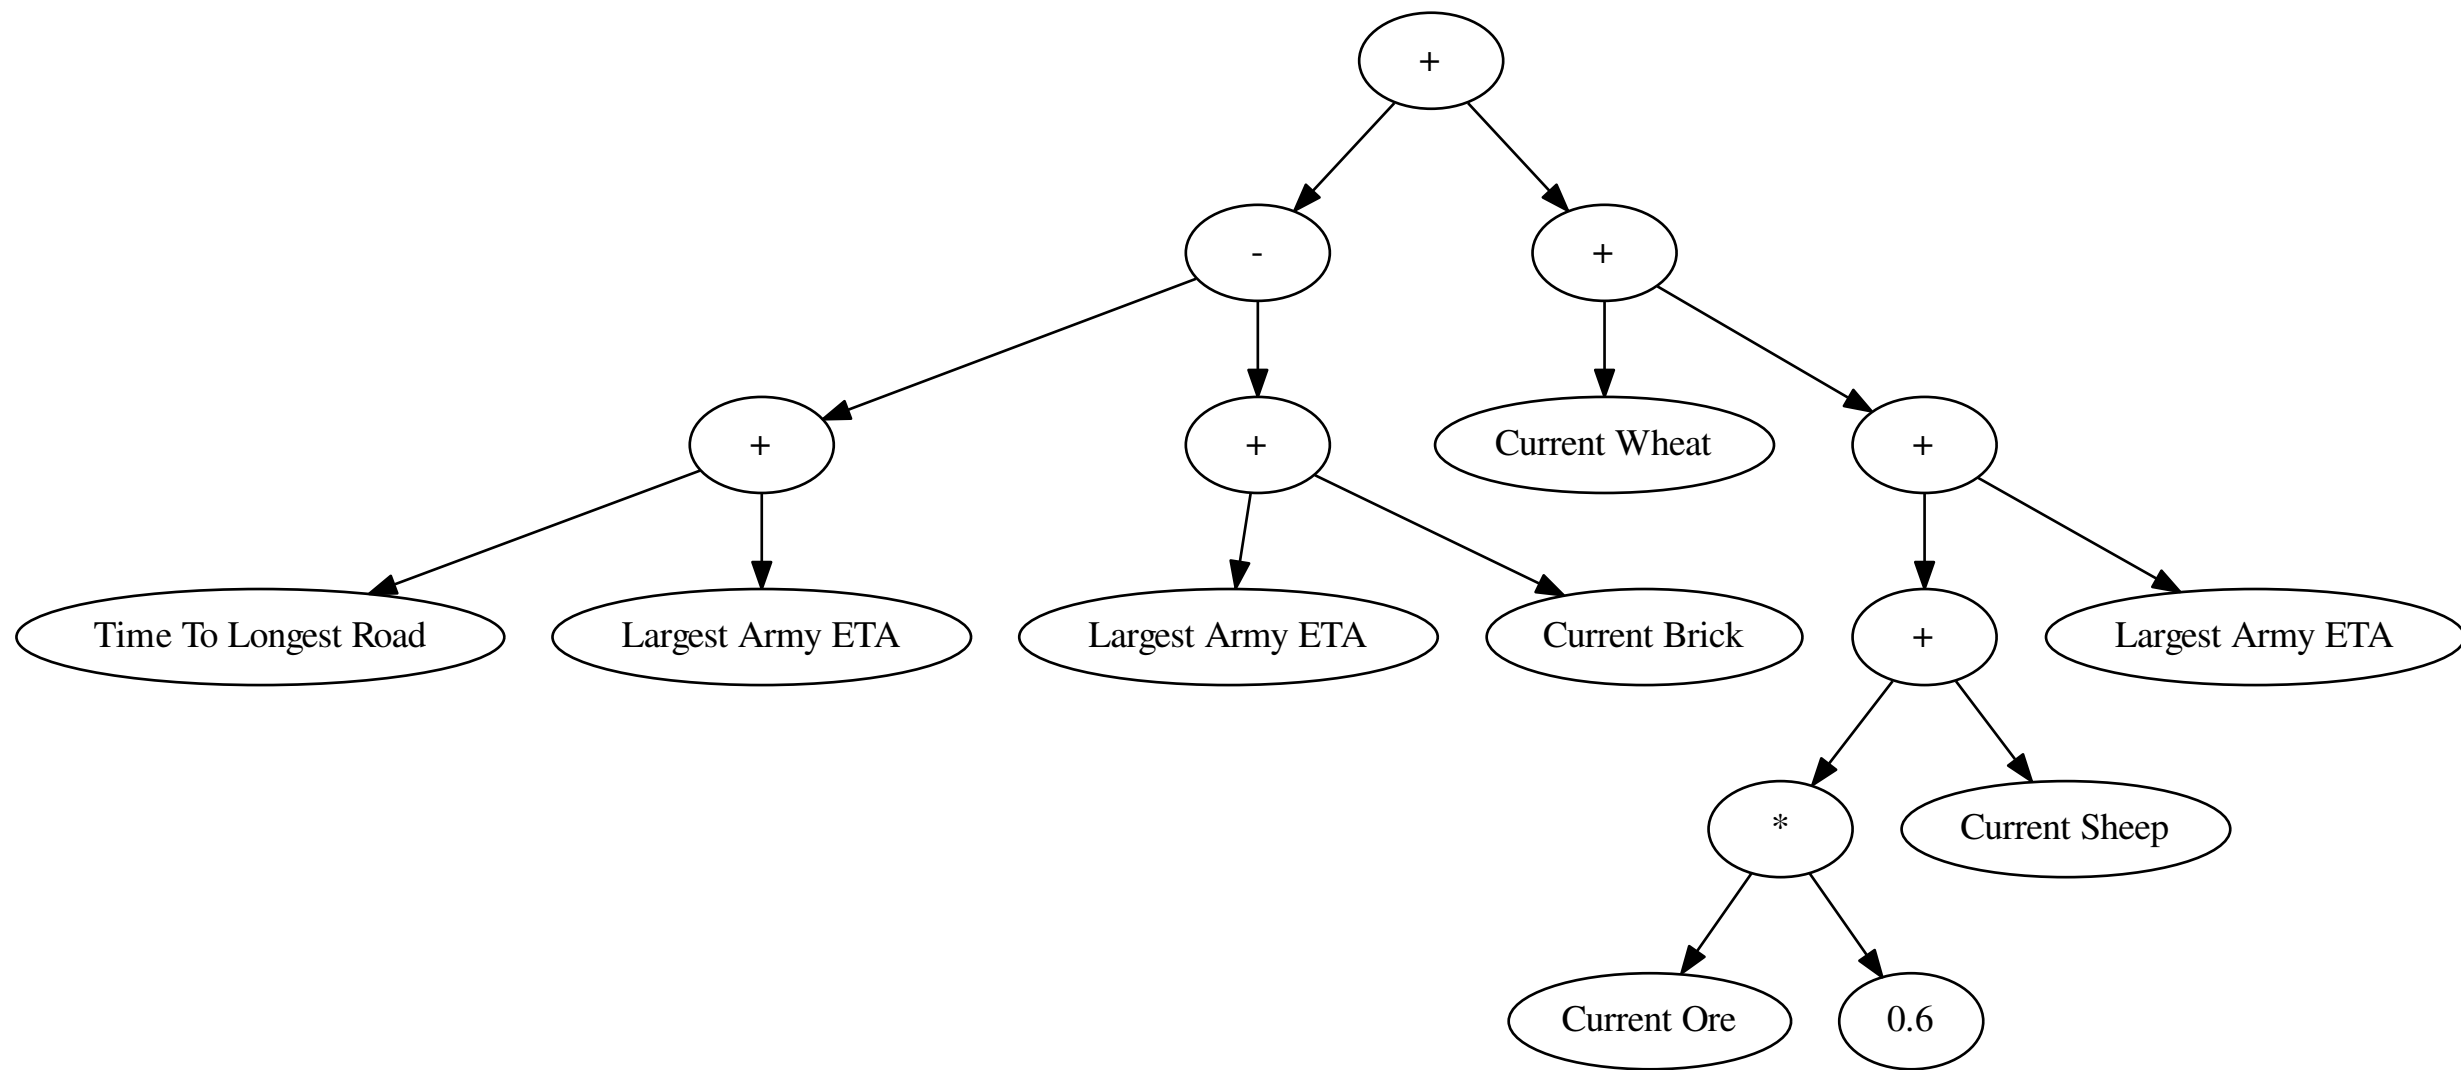 +
-
+
+
+
Current Wheat
+
Time To Longest Road
Largest Army ETA
Largest Army ETA
Current Brick
+
Largest Army ETA
*
Current Sheep
Current Ore
0.6